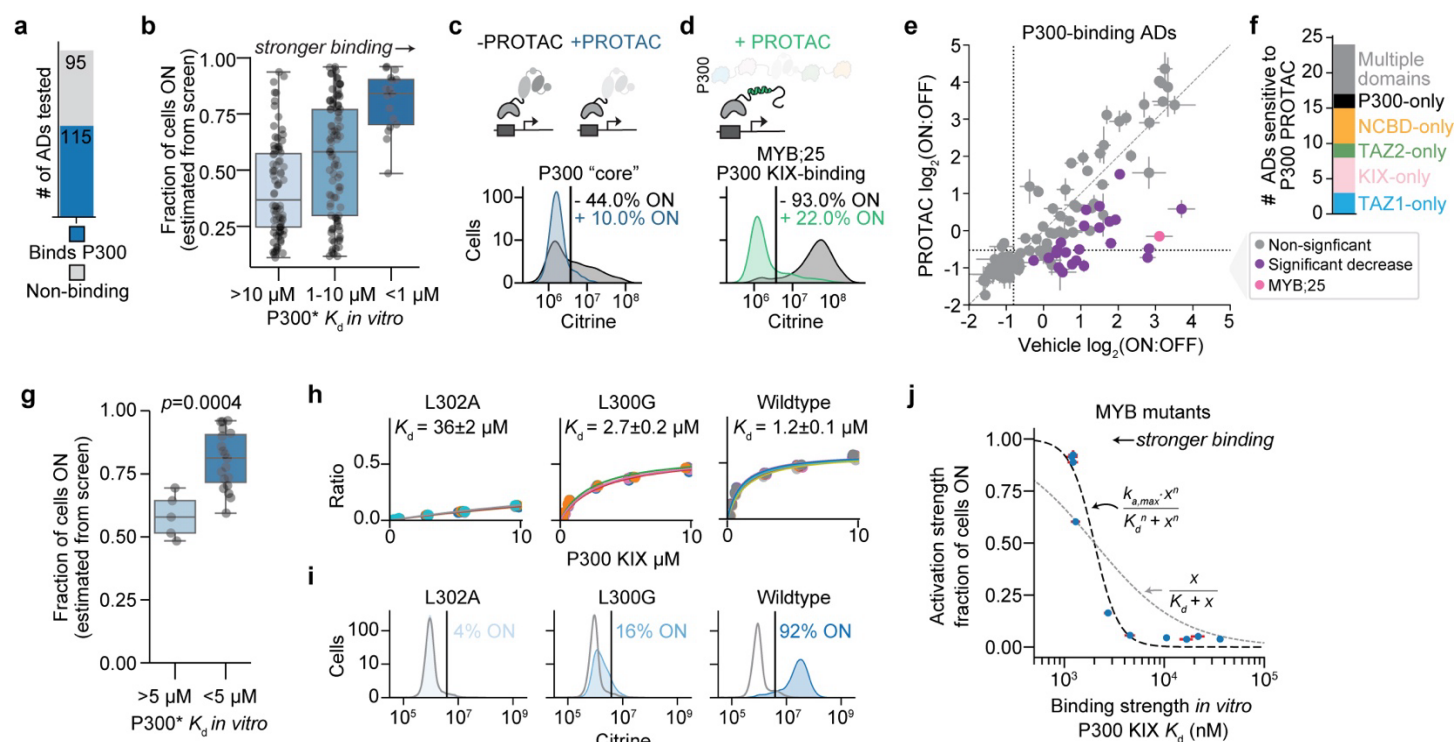 a
# of ADs tested
95
115
Binds P300
Non-binding
b
Fraction of cells ON
(estimated from screen)
stronger binding →
1.00
0.75
0.50
0.25
>10 μM
1-10 μM
<1 μM
P300* Kd in vitro
c
-PROTAC
+PROTAC
P300 “core”
- 44.0% ON
+ 10.0% ON
Cells
100
10
0
10⁶
10⁷
10⁸
Citrine
d
+ PROTAC
P300
MYB;25
P300 KIX-binding
- 93.0% ON
+ 22.0% ON
10⁶
10⁷
10⁸
Citrine
e
P300-binding ADs
PROTAC log₂(ON:OFF)
5
4
3
2
1
0
-1
-2
-2
-1
0
1
2
3
4
5
Vehicle log₂(ON:OFF)
f
# ADs sensitive to
P300 PROTAC
25
20
15
10
5
0
Multiple
domains
P300-only
NCBD-only
TAZ2-only
KIX-only
TAZ1-only
Non-signficant
Significant decrease
MYB;25
g
p=0.0004
Fraction of cells ON
(estimated from screen)
1.00
0.75
0.50
0.25
0.00
>5 μM
<5 μM
P300* Kd in vitro
h
L302A
Kd = 36±2 μM
L300G
Kd = 2.7±0.2 μM
Wildtype
Kd = 1.2±0.1 μM
Ratio
0.5
0.0
0
10
0
10
0
10
P300 KIX μM
i
L302A
4% ON
L300G
16% ON
Wildtype
92% ON
Cells
100
10
0
10⁵
10⁷
10⁹
10⁵
10⁷
10⁹
10⁵
10⁷
10⁹
Citrine
j
MYB mutants
←stronger binding
Activation strength
fraction of cells ON
1.00
0.75
0.50
0.25
0.00
ka,max·xⁿ
Kdⁿ + xⁿ
x
Kd + x
10³
10⁴
10⁵
Binding strength in vitro
P300 KIX Kd (nM)